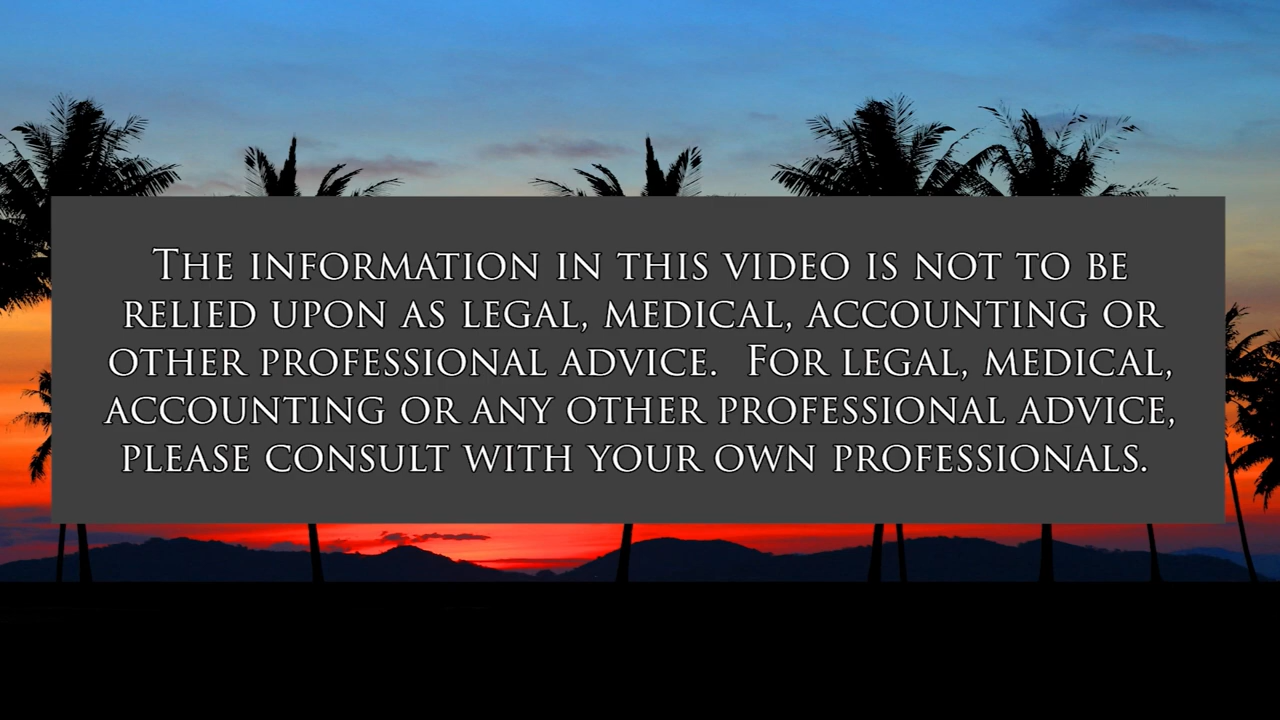 The information in this video is not to be
relied upon as legal, medical, accounting or
other professional advice.  For legal, medical,
accounting or any other professional advice,
please consult with your own professionals.